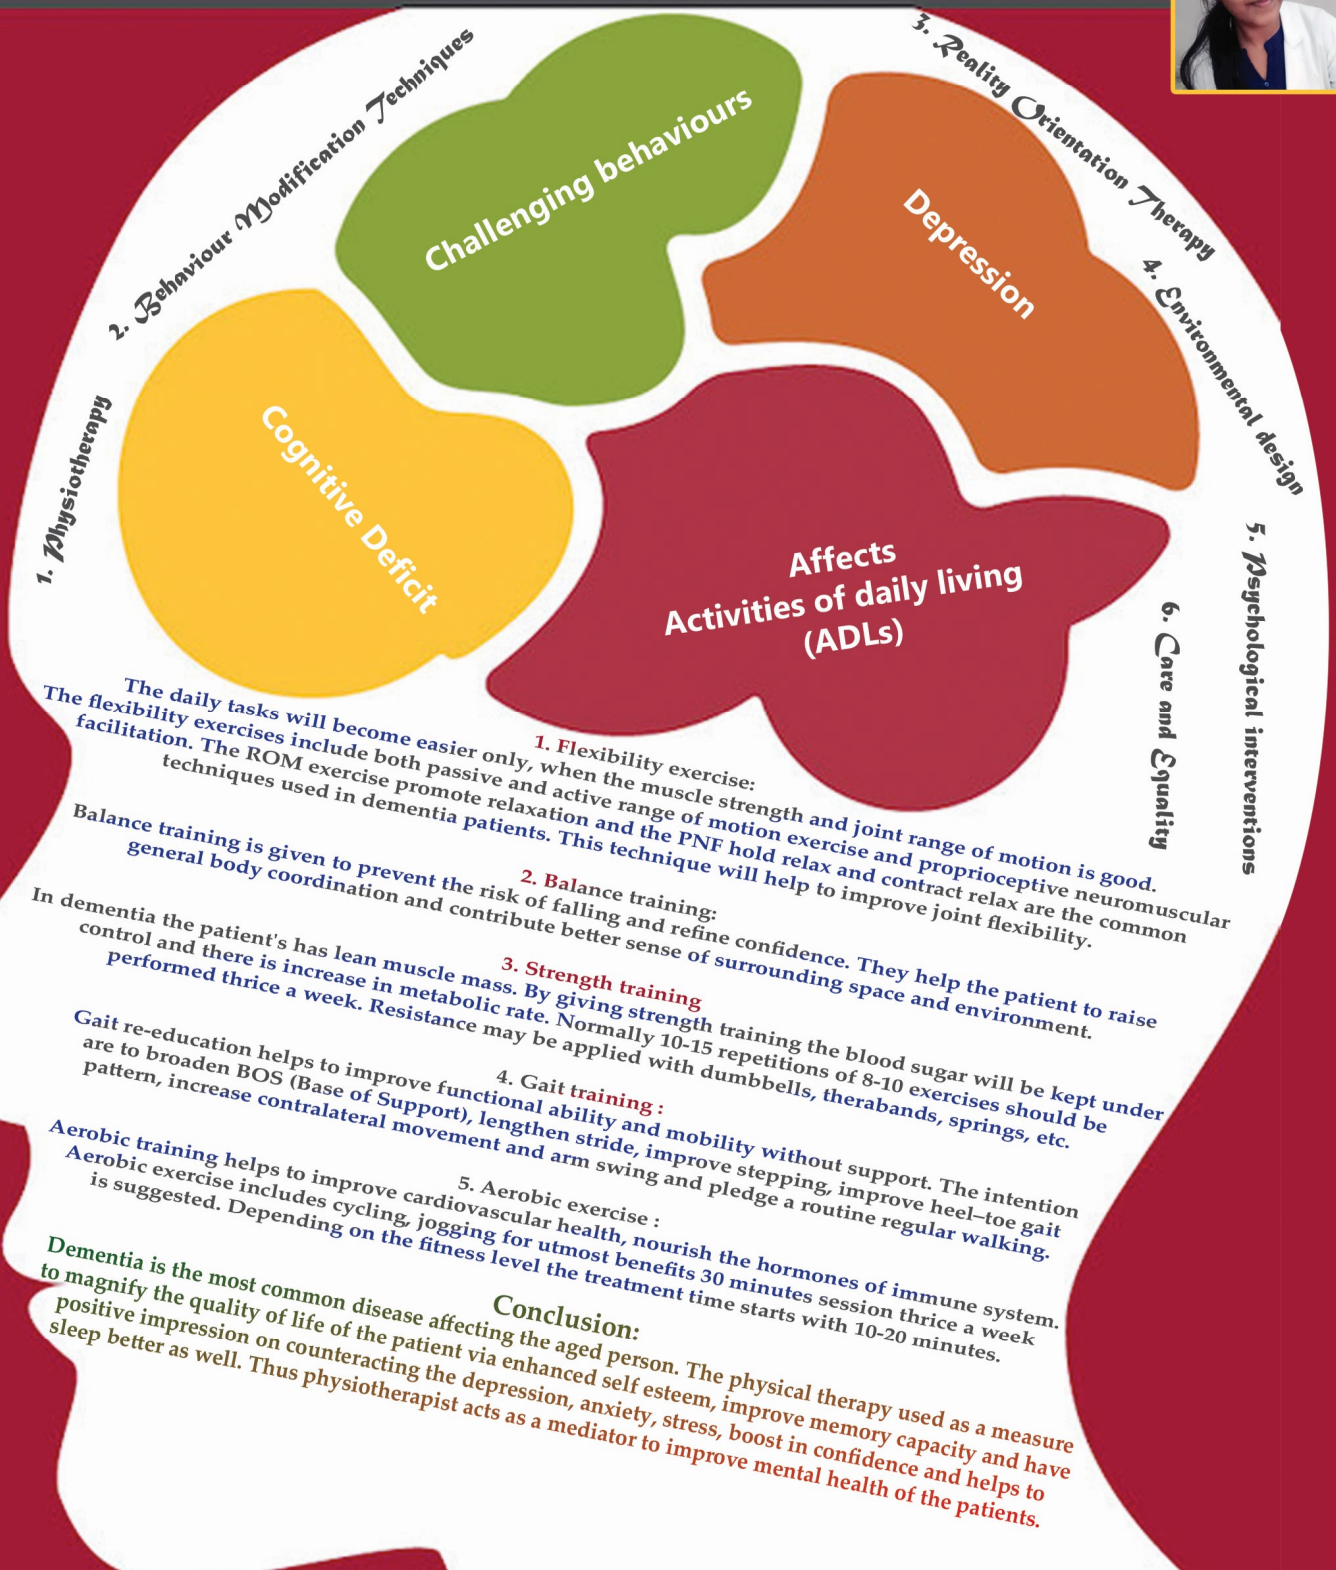 1. Physiotherapy
2. Behaviour Modification Techniques
3. Reality Orientation Therapy
4. Environmental design
5. Psychological interventions
6. Care and Equality
Challenging behaviours
Depression
Cognitive Deficit
Affects
Activities of daily living
(ADLs)
1. Flexibility exercise:
The daily tasks will become easier only, when the muscle strength and joint range of motion is good.
The flexibility exercises include both passive and active range of motion exercise and proprioceptive neuromuscular
facilitation. The ROM exercise promote relaxation and the PNF hold relax and contract relax are the common
techniques used in dementia patients. This technique will help to improve joint flexibility.
2. Balance training:
Balance training is given to prevent the risk of falling and refine confidence. They help the patient to raise
general body coordination and contribute better sense of surrounding space and environment.
3. Strength training
In dementia the patient's has lean muscle mass. By giving strength training the blood sugar will be kept under
control and there is increase in metabolic rate. Normally 10-15 repetitions of 8-10 exercises should be
performed thrice a week. Resistance may be applied with dumbbells, therabands, springs, etc.
4. Gait training :
Gait re-education helps to improve functional ability and mobility without support. The intention
are to broaden BOS (Base of Support), lengthen stride, improve stepping, improve heel–toe gait
pattern, increase contralateral movement and arm swing and pledge a routine regular walking.
5. Aerobic exercise :
Aerobic training helps to improve cardiovascular health, nourish the hormones of immune system.
Aerobic exercise includes cycling, jogging for utmost benefits 30 minutes session thrice a week
is suggested. Depending on the fitness level the treatment time starts with 10-20 minutes.
Conclusion:
Dementia is the most common disease affecting the aged person. The physical therapy used as a measure
to magnify the quality of life of the patient via enhanced self esteem, improve memory capacity and have
positive impression on counteracting the depression, anxiety, stress, boost in confidence and helps to
sleep better as well. Thus physiotherapist acts as a mediator to improve mental health of the patients.